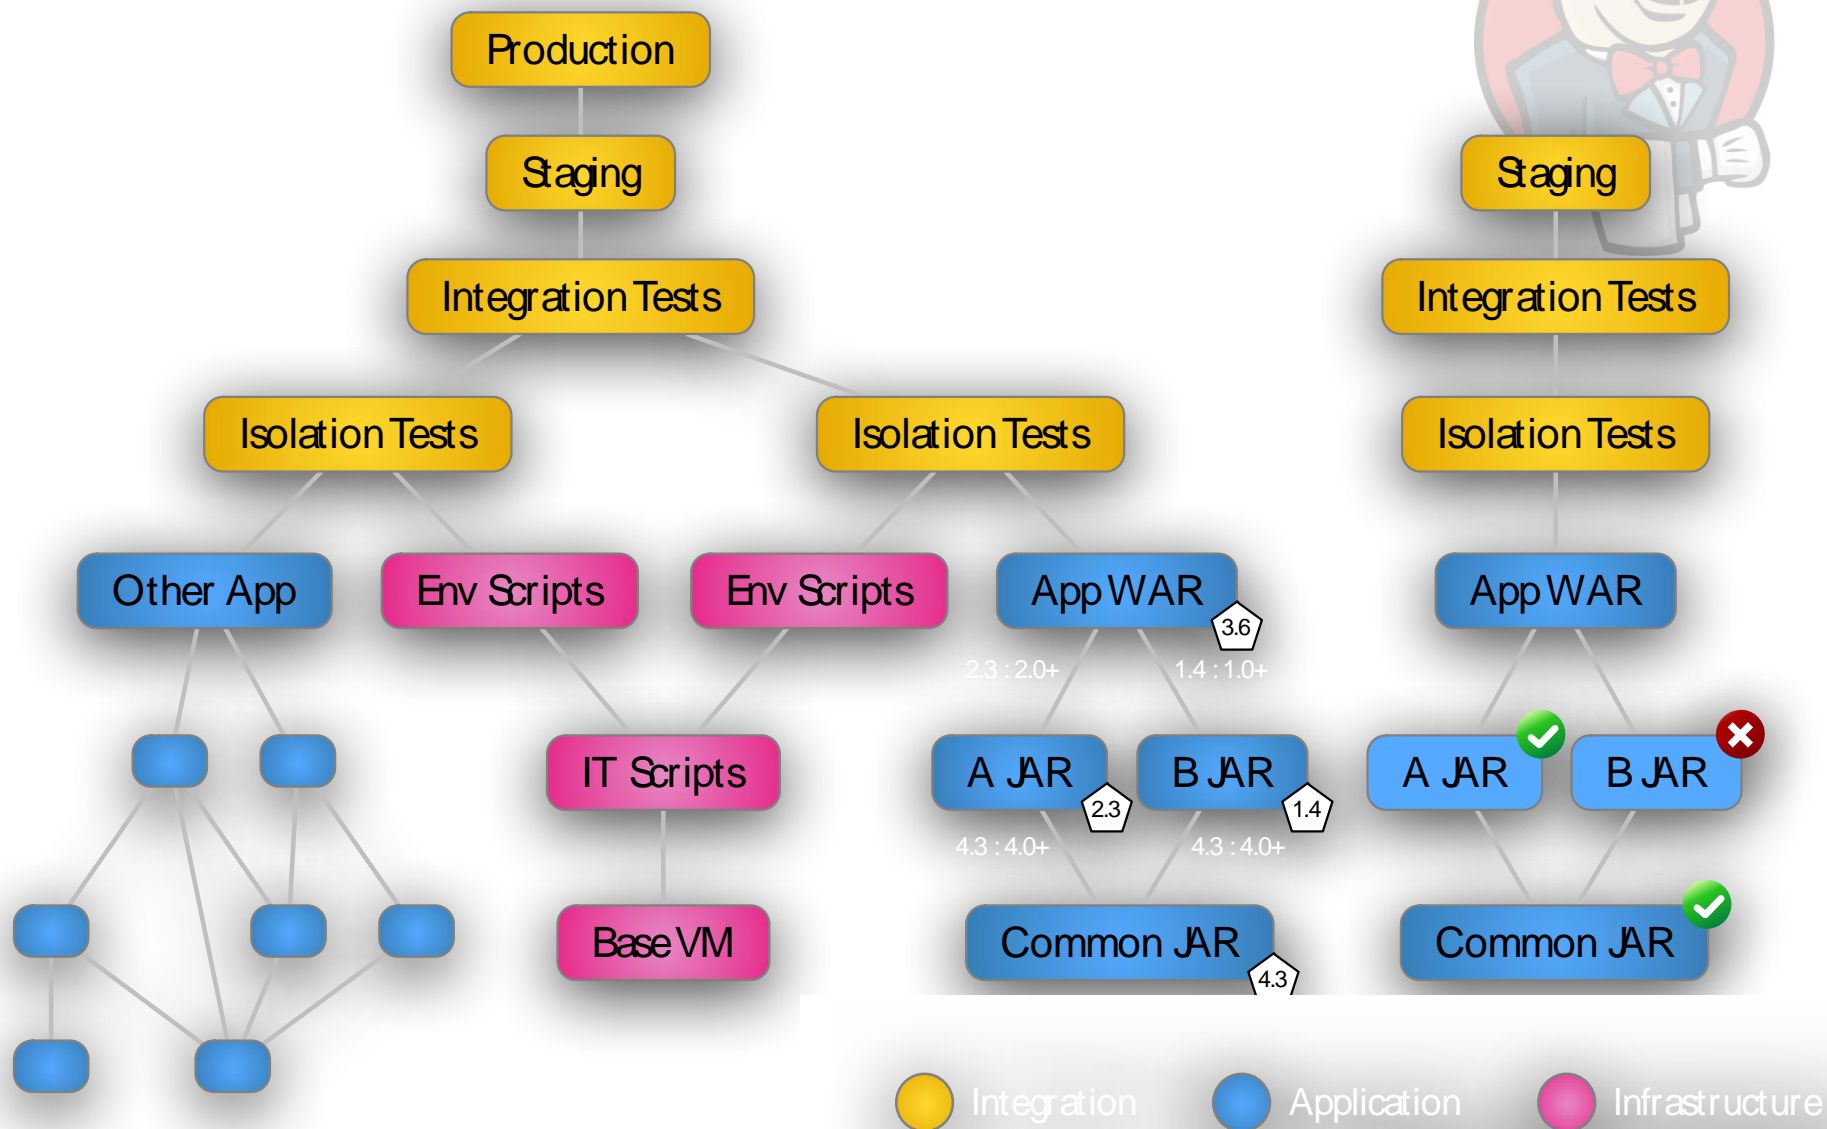 Production
Staging
Staging
Integration Tests
Integration Tests
Isolation Tests
Isolation Tests
Isolation Tests
Other App
Env Scripts
Env Scripts
App WAR
App WAR
3.6
2.3 : 2.0+
1.4 : 1.0+
IT Scripts
A JAR
B JAR
A JAR
B JAR
2.3
1.4
4.3 : 4.0+
4.3 : 4.0+
Base VM
Common JAR
Common JAR
4.3
Integration
Application
Infrastructure